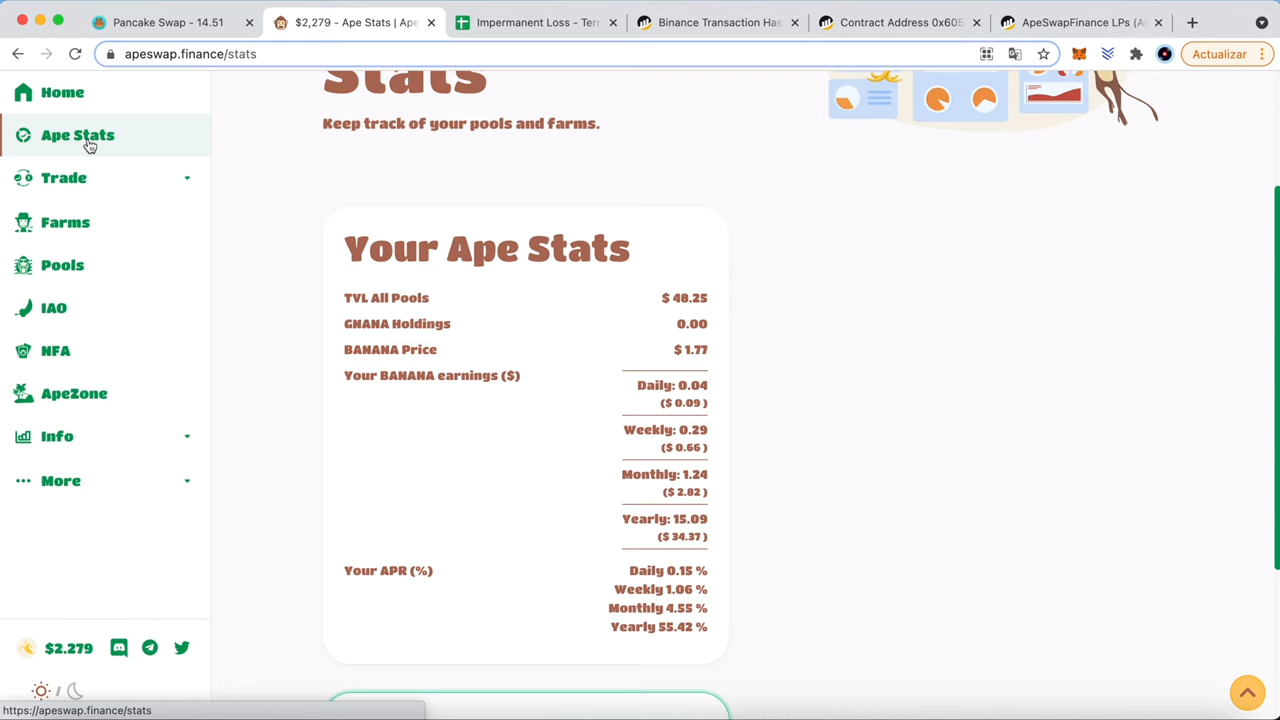 Pancake Swap - 14.51
$2,279 - Ape Stats | Ape
Impermanent Loss - Terr
Binance Transaction Has
Contract Address 0x605
ApeSwapFinance LPs (A
apeswap.finance/stats
Actualizar
Home
Ape Stats
Trade
Farms
Pools
IAO
NFA
ApeZone
Info
More
$2.279
/
https://apeswap.finance/stats
Stats
Keep track of your pools and farms.
Your Ape Stats
TVL All Pools $ 48.25
GNANA Holdings 0.00
BANANA Price $ 1.77
Your BANANA earnings ($)
Daily: 0.04
($ 0.09 )
Weekly: 0.29
($ 0.66 )
Monthly: 1.24
($ 2.82 )
Yearly: 15.09
($ 34.37 )
Your APR (%) Daily 0.15 %
Weekly 1.06 %
Monthly 4.55 %
Yearly 55.42 %